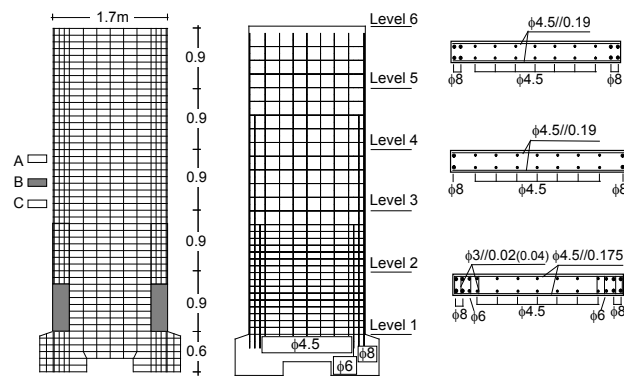 1.7m
0.9
0.9
0.9
0.9
0.9
0.6
A
B
C
Level 6
Level 5
Level 4
Level 3
Level 2
Level 1
ϕ4.5
ϕ8
ϕ6
ϕ4.5//0.19
ϕ8 ϕ4.5 ϕ8
ϕ4.5//0.19
ϕ8 ϕ4.5 ϕ8
ϕ3//0.02(0.04) ϕ4.5//0.175
ϕ8 ϕ4.5 ϕ8
ϕ6 ϕ6